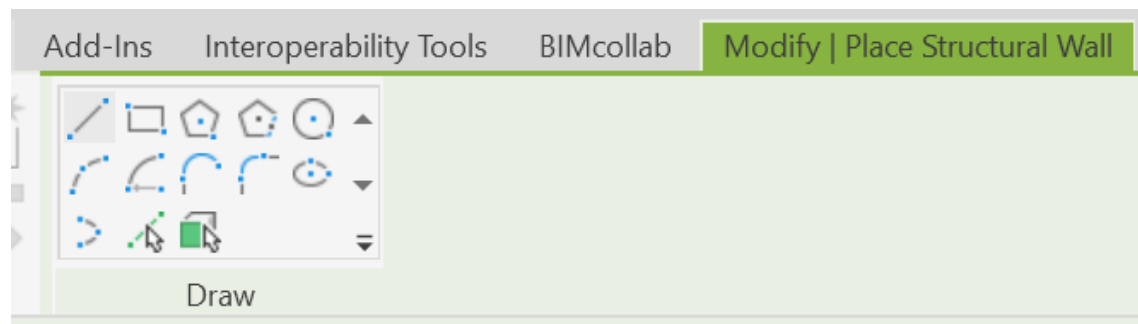 Add-Ins Interoperability Tools BIMcollab Modify | Place Structural Wall
Draw